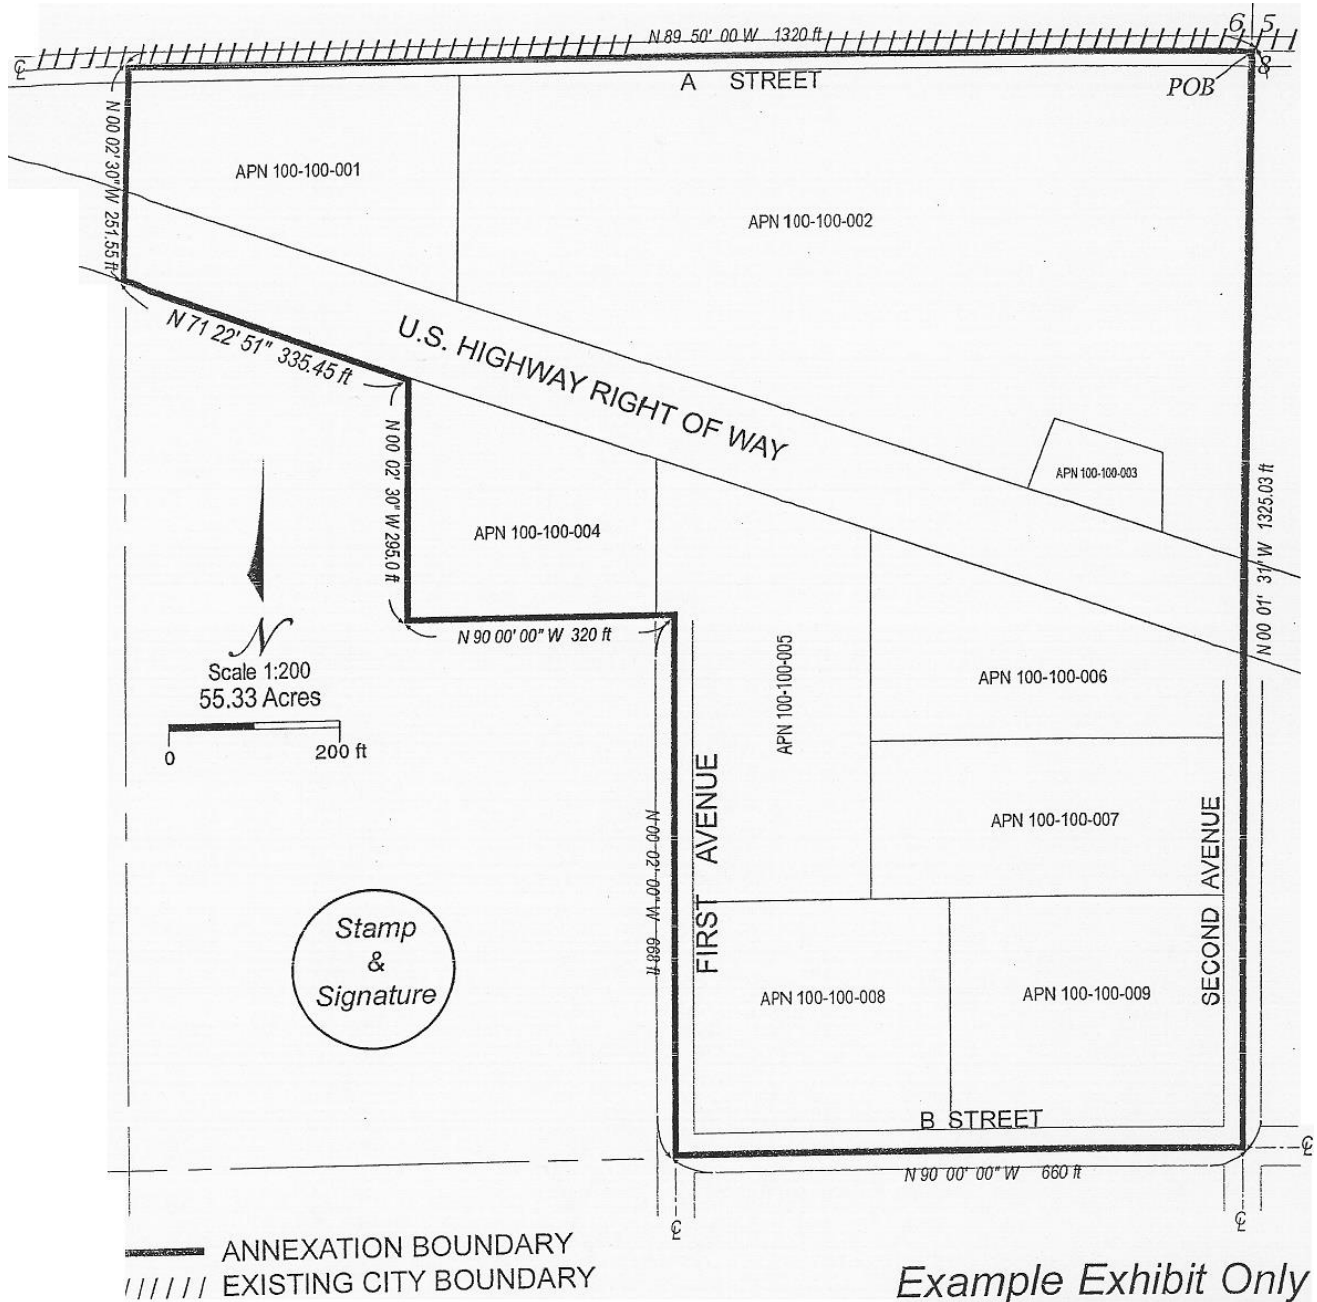 6 5
N 89 50' 00 W 1320 ft
℄
8
A STREET
POB
N 00 02' 30" W 251.55 ft
APN 100-100-001
APN 100-100-002
N 71 22' 51" 335.45 ft
U.S. HIGHWAY RIGHT OF WAY
N 00 02' 30" W 295.0 ft
APN 100-100-003
N 00 01' 31" W 1325.03 ft
APN 100-100-004
N 90 00' 00" W 320 ft
N
Scale 1:200
55.33 Acres
0 200 ft
APN 100-100-005
APN 100-100-006
APN 100-100-007
FIRST AVENUE
SECOND AVENUE
N 00 02' 00" W 668 ft
Stamp
&
Signature
APN 100-100-008
APN 100-100-009
B STREET
℄
N 90 00' 00" W 660 ft
℄
℄
ANNEXATION BOUNDARY
EXISTING CITY BOUNDARY
Example Exhibit Only